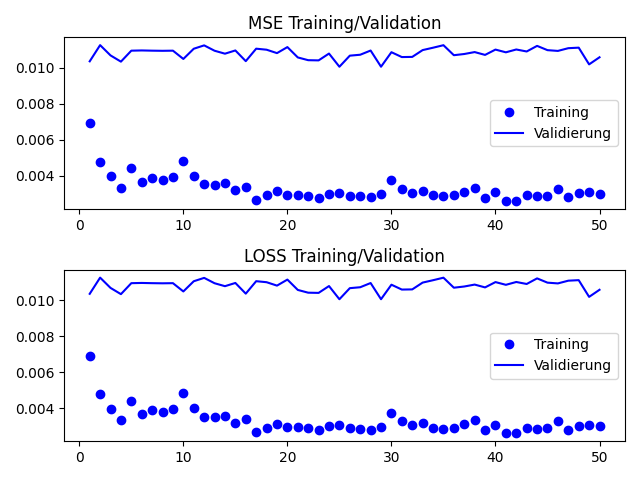 MSE Training/Validation
0.010
0.008
0.006
0.004
Training
Validierung
0 10 20 30 40 50
LOSS Training/Validation
0.010
0.008
0.006
0.004
Training
Validierung
0 10 20 30 40 50